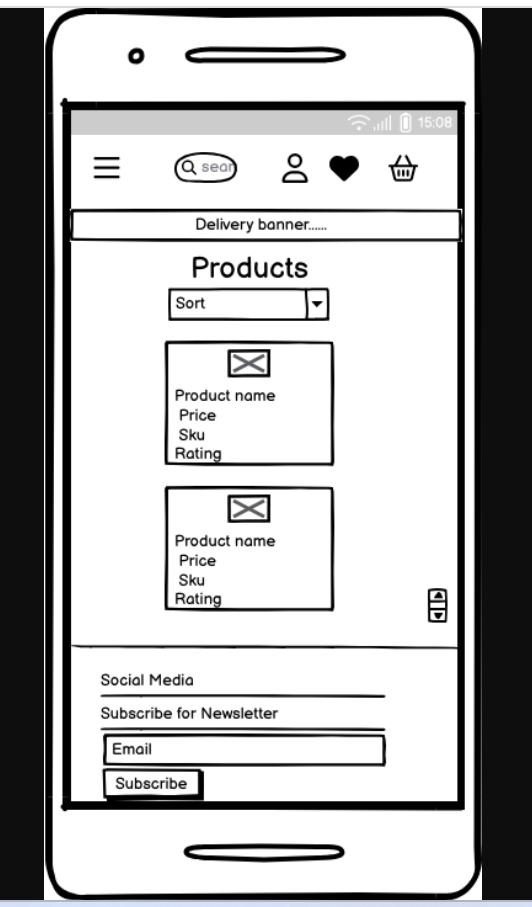 15:08
sear
Delivery banner......
Products
Sort
Product name
Price
Sku
Rating
Product name
Price
Sku
Rating
Social Media
Subscribe for Newsletter
Email
Subscribe